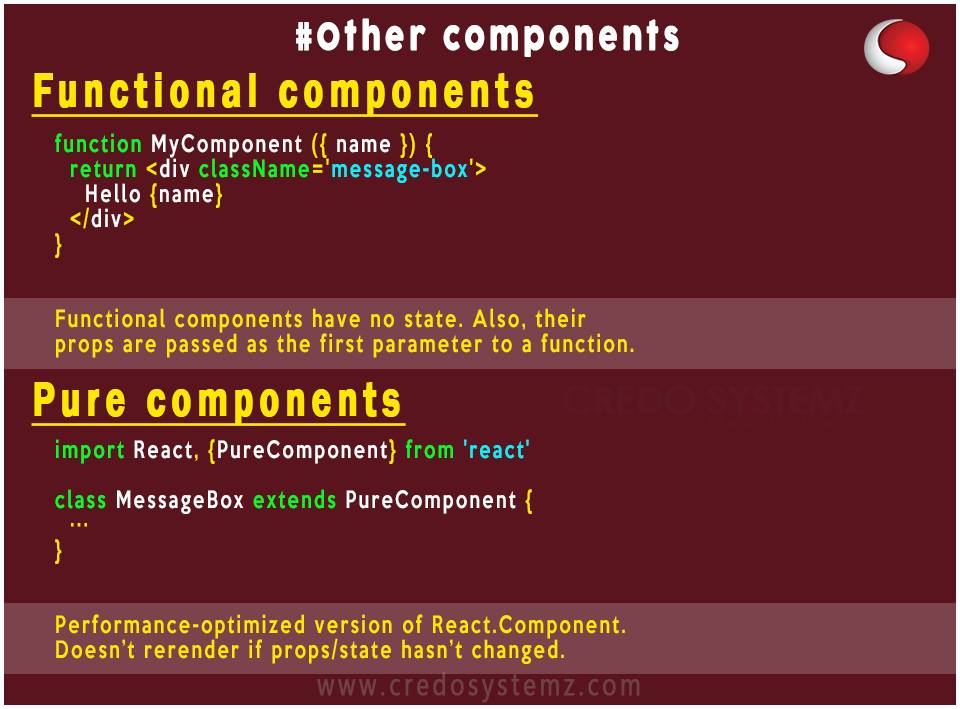 #Other components
Functional components
function MyComponent ({ name }) {
return <div className='message-box'>
Hello {name}
</div>
}
Functional components have no state. Also, their
props are passed as the first parameter to a function.
Pure components
CREDO SYSTEMZ
import React, {PureComponent} from 'react'
class MessageBox extends PureComponent {
...
}
Performance-optimized version of React.Component.
Doesn't rerender if props/state hasn't changed.
www.credosystemz.com